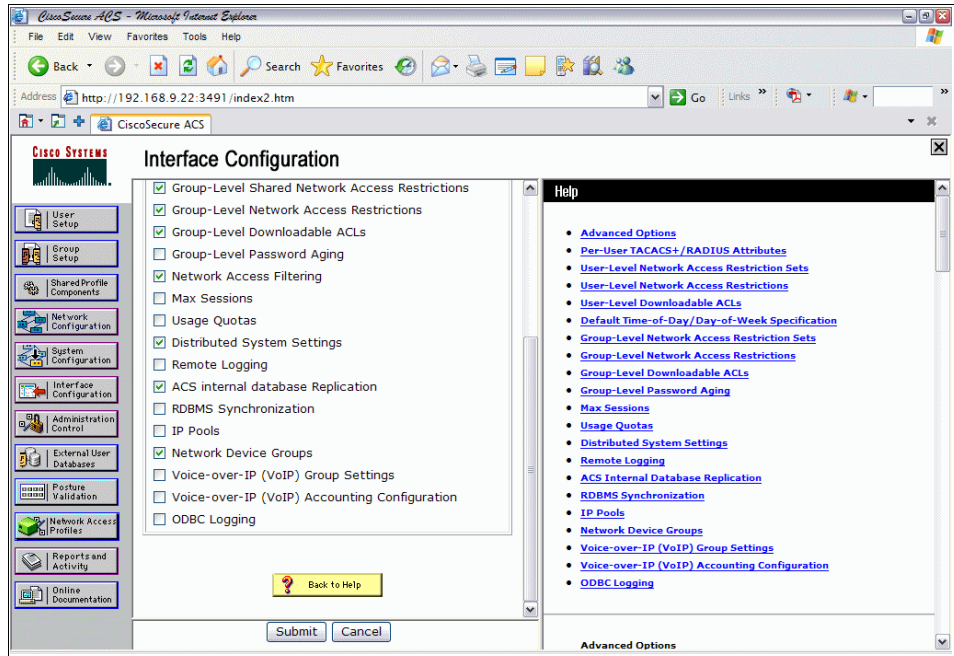 CiscoSecure ACS - Microsoft Internet Explorer
File Edit View Favorites Tools Help
Back Search Favorites
Address http://192.168.9.22:3491/index2.htm Go Links »
CiscoSecure ACS
CISCO SYSTEMS
Interface Configuration
User Setup
Group Setup
Shared Profile Components
Network Configuration
System Configuration
Interface Configuration
Administration Control
External User Databases
Posture Validation
Network Access Profiles
Reports and Activity
Online Documentation
Group-Level Shared Network Access Restrictions
Group-Level Network Access Restrictions
Group-Level Downloadable ACLs
Group-Level Password Aging
Network Access Filtering
Max Sessions
Usage Quotas
Distributed System Settings
Remote Logging
ACS internal database Replication
RDBMS Synchronization
IP Pools
Network Device Groups
Voice-over-IP (VoIP) Group Settings
Voice-over-IP (VoIP) Accounting Configuration
ODBC Logging
? Back to Help
Submit Cancel
Help
Advanced Options
Per-User TACACS+/RADIUS Attributes
User-Level Network Access Restriction Sets
User-Level Network Access Restrictions
User-Level Downloadable ACLs
Default Time-of-Day/Day-of-Week Specification
Group-Level Network Access Restriction Sets
Group-Level Network Access Restrictions
Group-Level Downloadable ACLs
Group-Level Password Aging
Max Sessions
Usage Quotas
Distributed System Settings
Remote Logging
ACS Internal Database Replication
RDBMS Synchronization
IP Pools
Network Device Groups
Voice-over-IP (VoIP) Group Settings
Voice-over-IP (VoIP) Accounting Configuration
ODBC Logging
Advanced Options